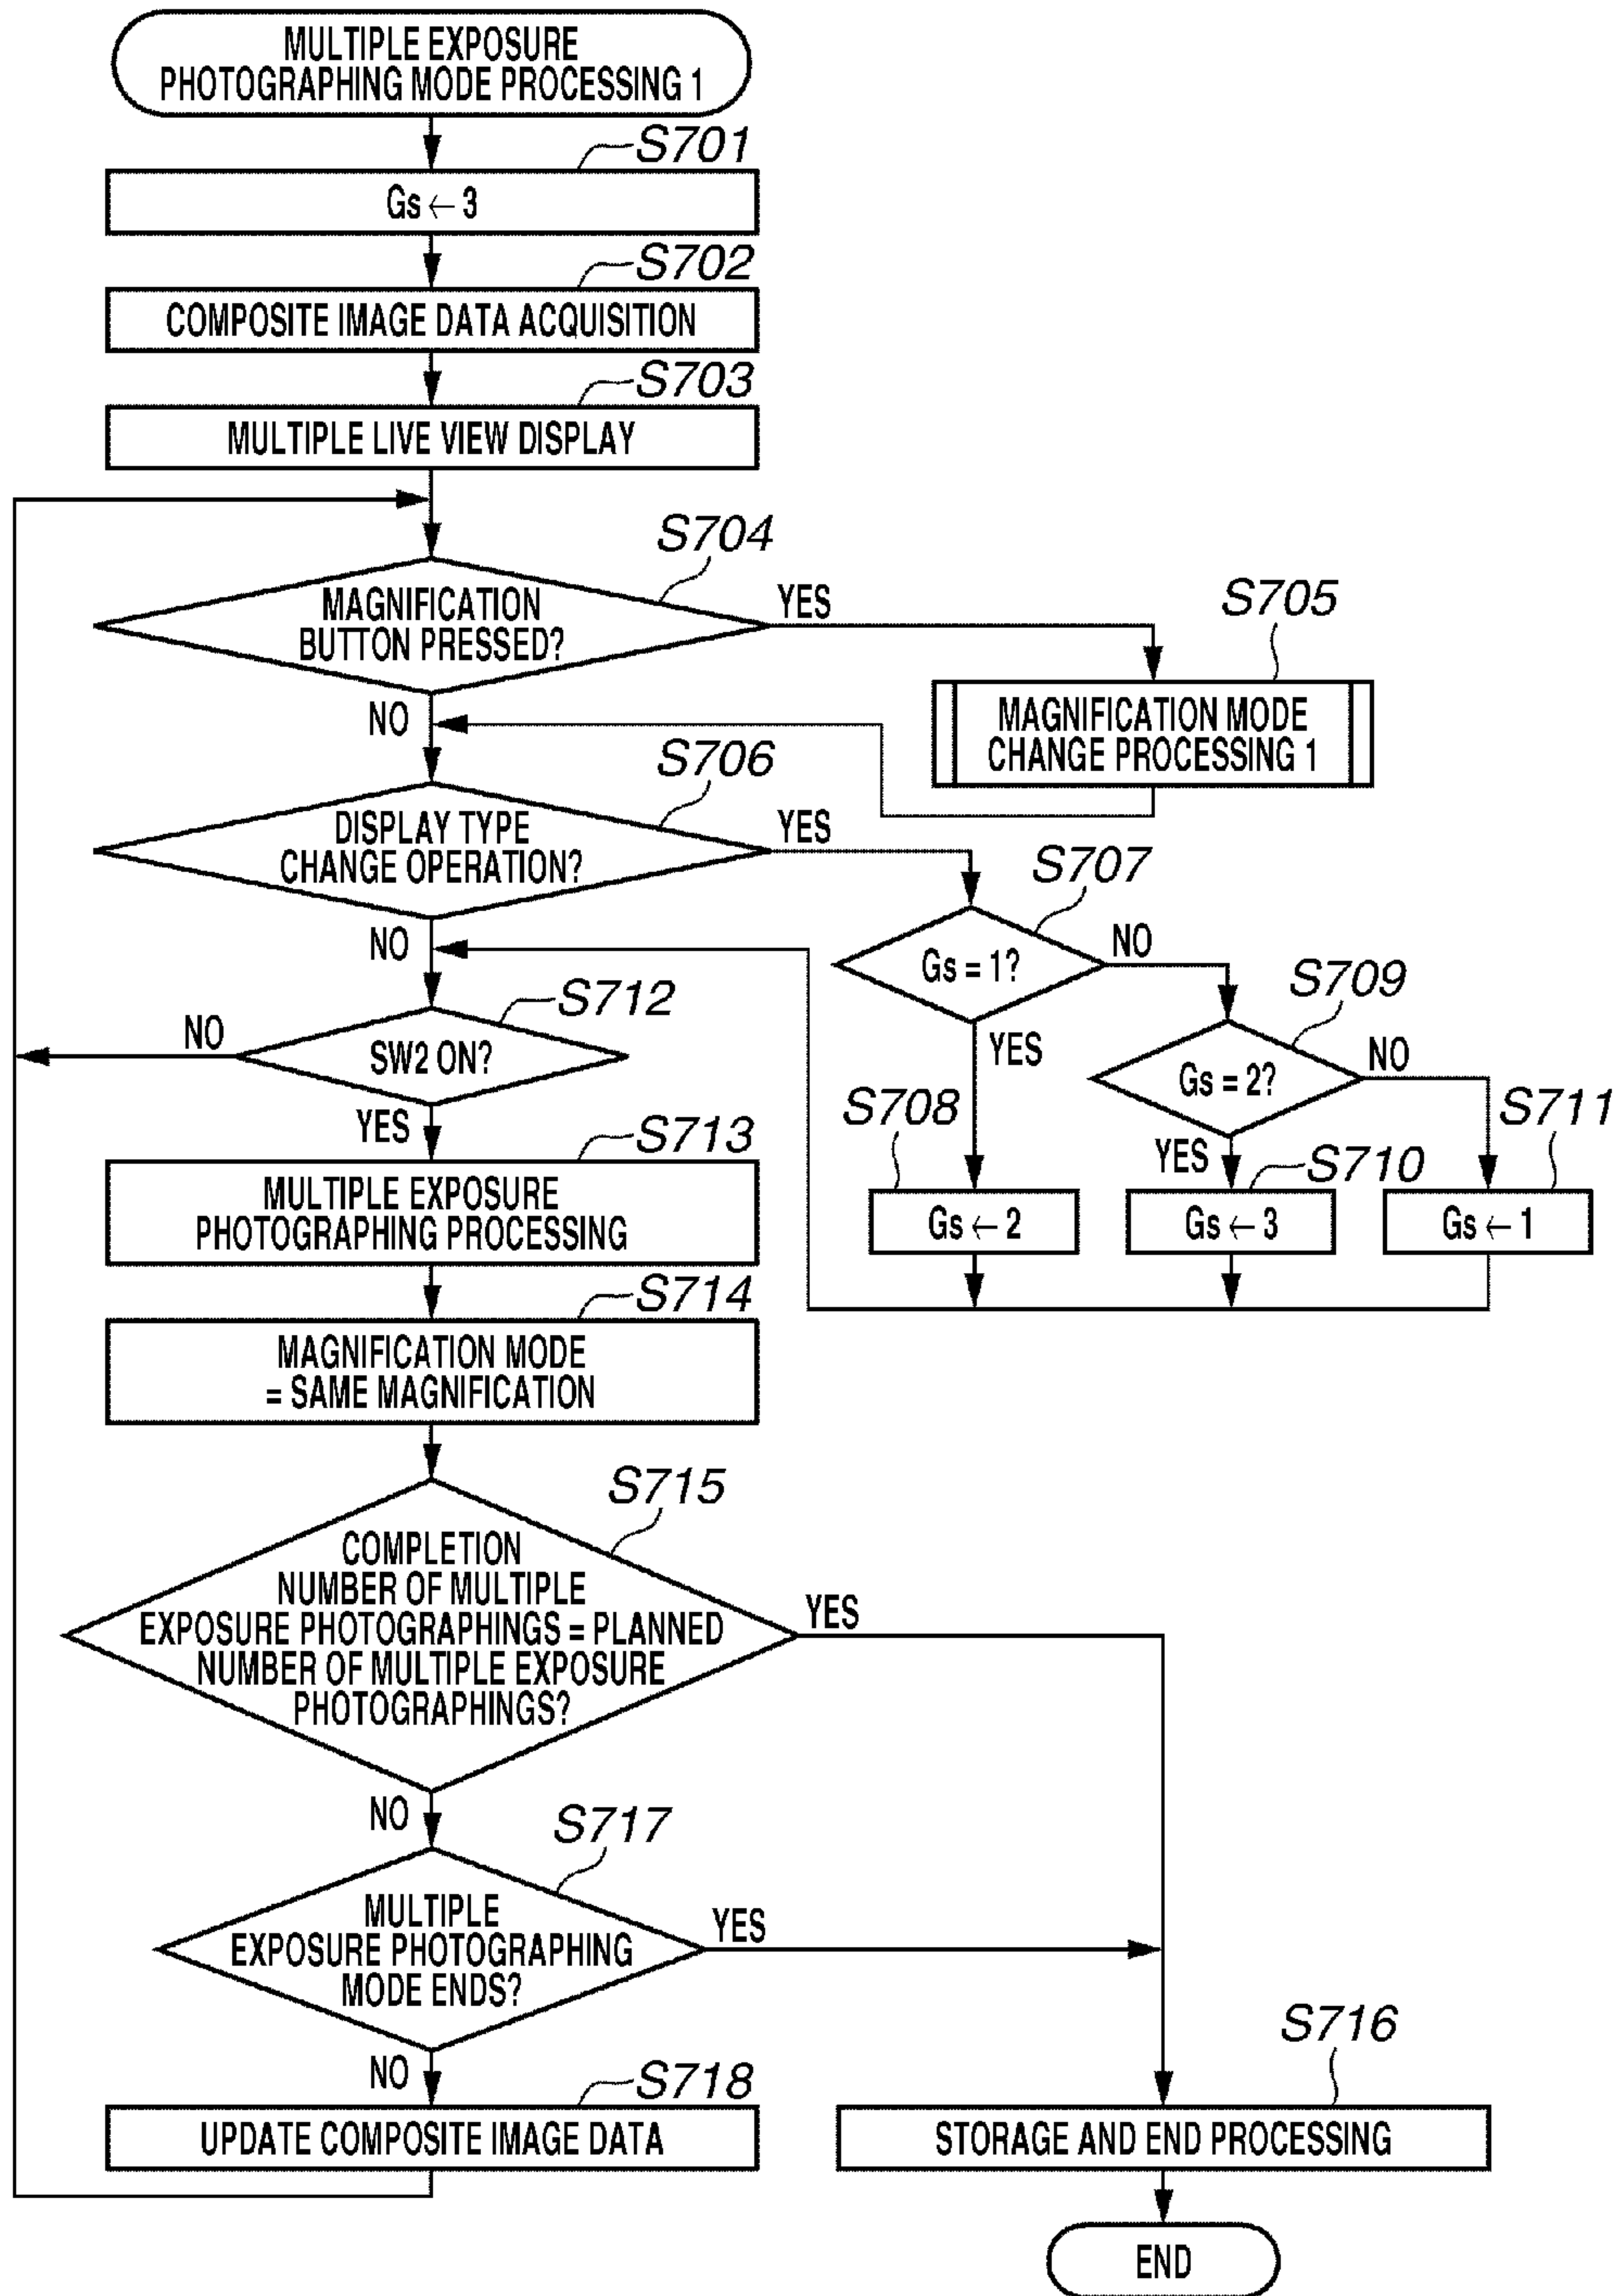 MULTIPLE EXPOSURE
PHOTOGRAPHING MODE PROCESSING 1
S701
Gs ← 3
S702
COMPOSITE IMAGE DATA ACQUISITION
S703
MULTIPLE LIVE VIEW DISPLAY
S704
MAGNIFICATION
BUTTON PRESSED?
YES
NO
S705
MAGNIFICATION MODE
CHANGE PROCESSING 1
S706
DISPLAY TYPE
CHANGE OPERATION?
YES
NO
S707
Gs = 1?
NO
YES
S709
Gs = 2?
NO
YES
S708
Gs ← 2
S710
Gs ← 3
S711
Gs ← 1
S712
SW2 ON?
NO
YES
S713
MULTIPLE EXPOSURE
PHOTOGRAPHING PROCESSING
S714
MAGNIFICATION MODE
= SAME MAGNIFICATION
S715
COMPLETION
NUMBER OF MULTIPLE
EXPOSURE PHOTOGRAPHINGS = PLANNED
NUMBER OF MULTIPLE EXPOSURE
PHOTOGRAPHINGS?
YES
NO
S717
MULTIPLE
EXPOSURE PHOTOGRAPHING
MODE ENDS?
YES
NO
S718
UPDATE COMPOSITE IMAGE DATA
S716
STORAGE AND END PROCESSING
END